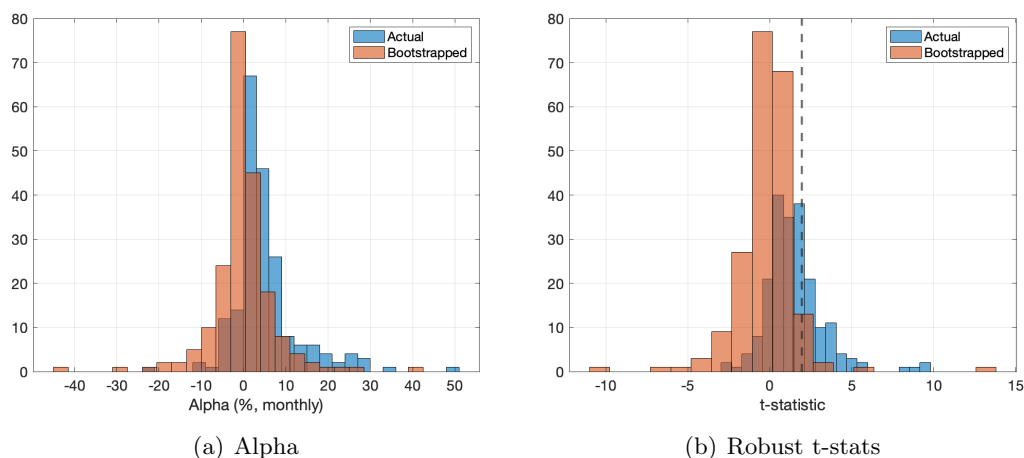 80
70
60
50
40
30
20
10
0
-40 -30 -20 -10 0 10 20 30 40 50
Alpha (%, monthly)
Actual
Bootstrapped
(a) Alpha
80
70
60
50
40
30
20
10
0
-10 -5 0 5 10 15
t-statistic
Actual
Bootstrapped
(b) Robust t-stats